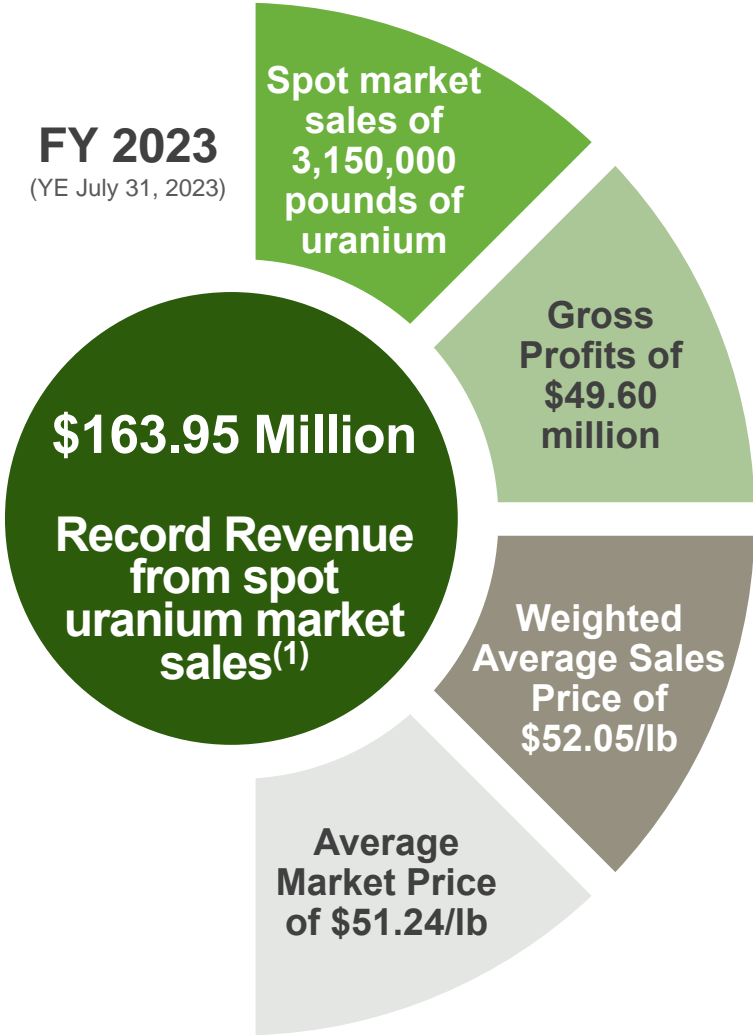 FY 2023
(YE July 31, 2023)
Spot market
sales of
3,150,000
pounds of
uranium
Gross
Profits of
$49.60
million
$163.95 Million
Record Revenue
from spot
uranium market
sales(1)
Weighted
Average Sales
Price of
$52.05/lb
Average
Market Price
of $51.24/lb